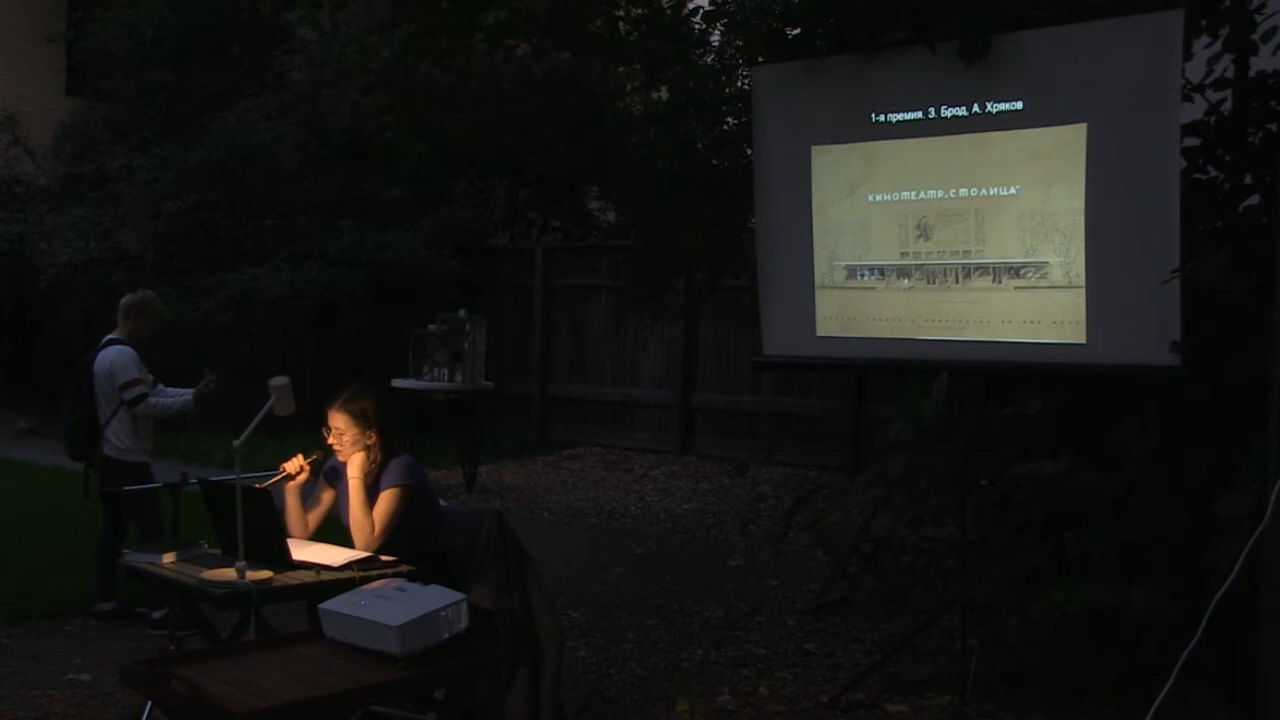 1-я премия. З. Брод, А. Хряков
КИНОТЕАТР „СТОЛИЦА"